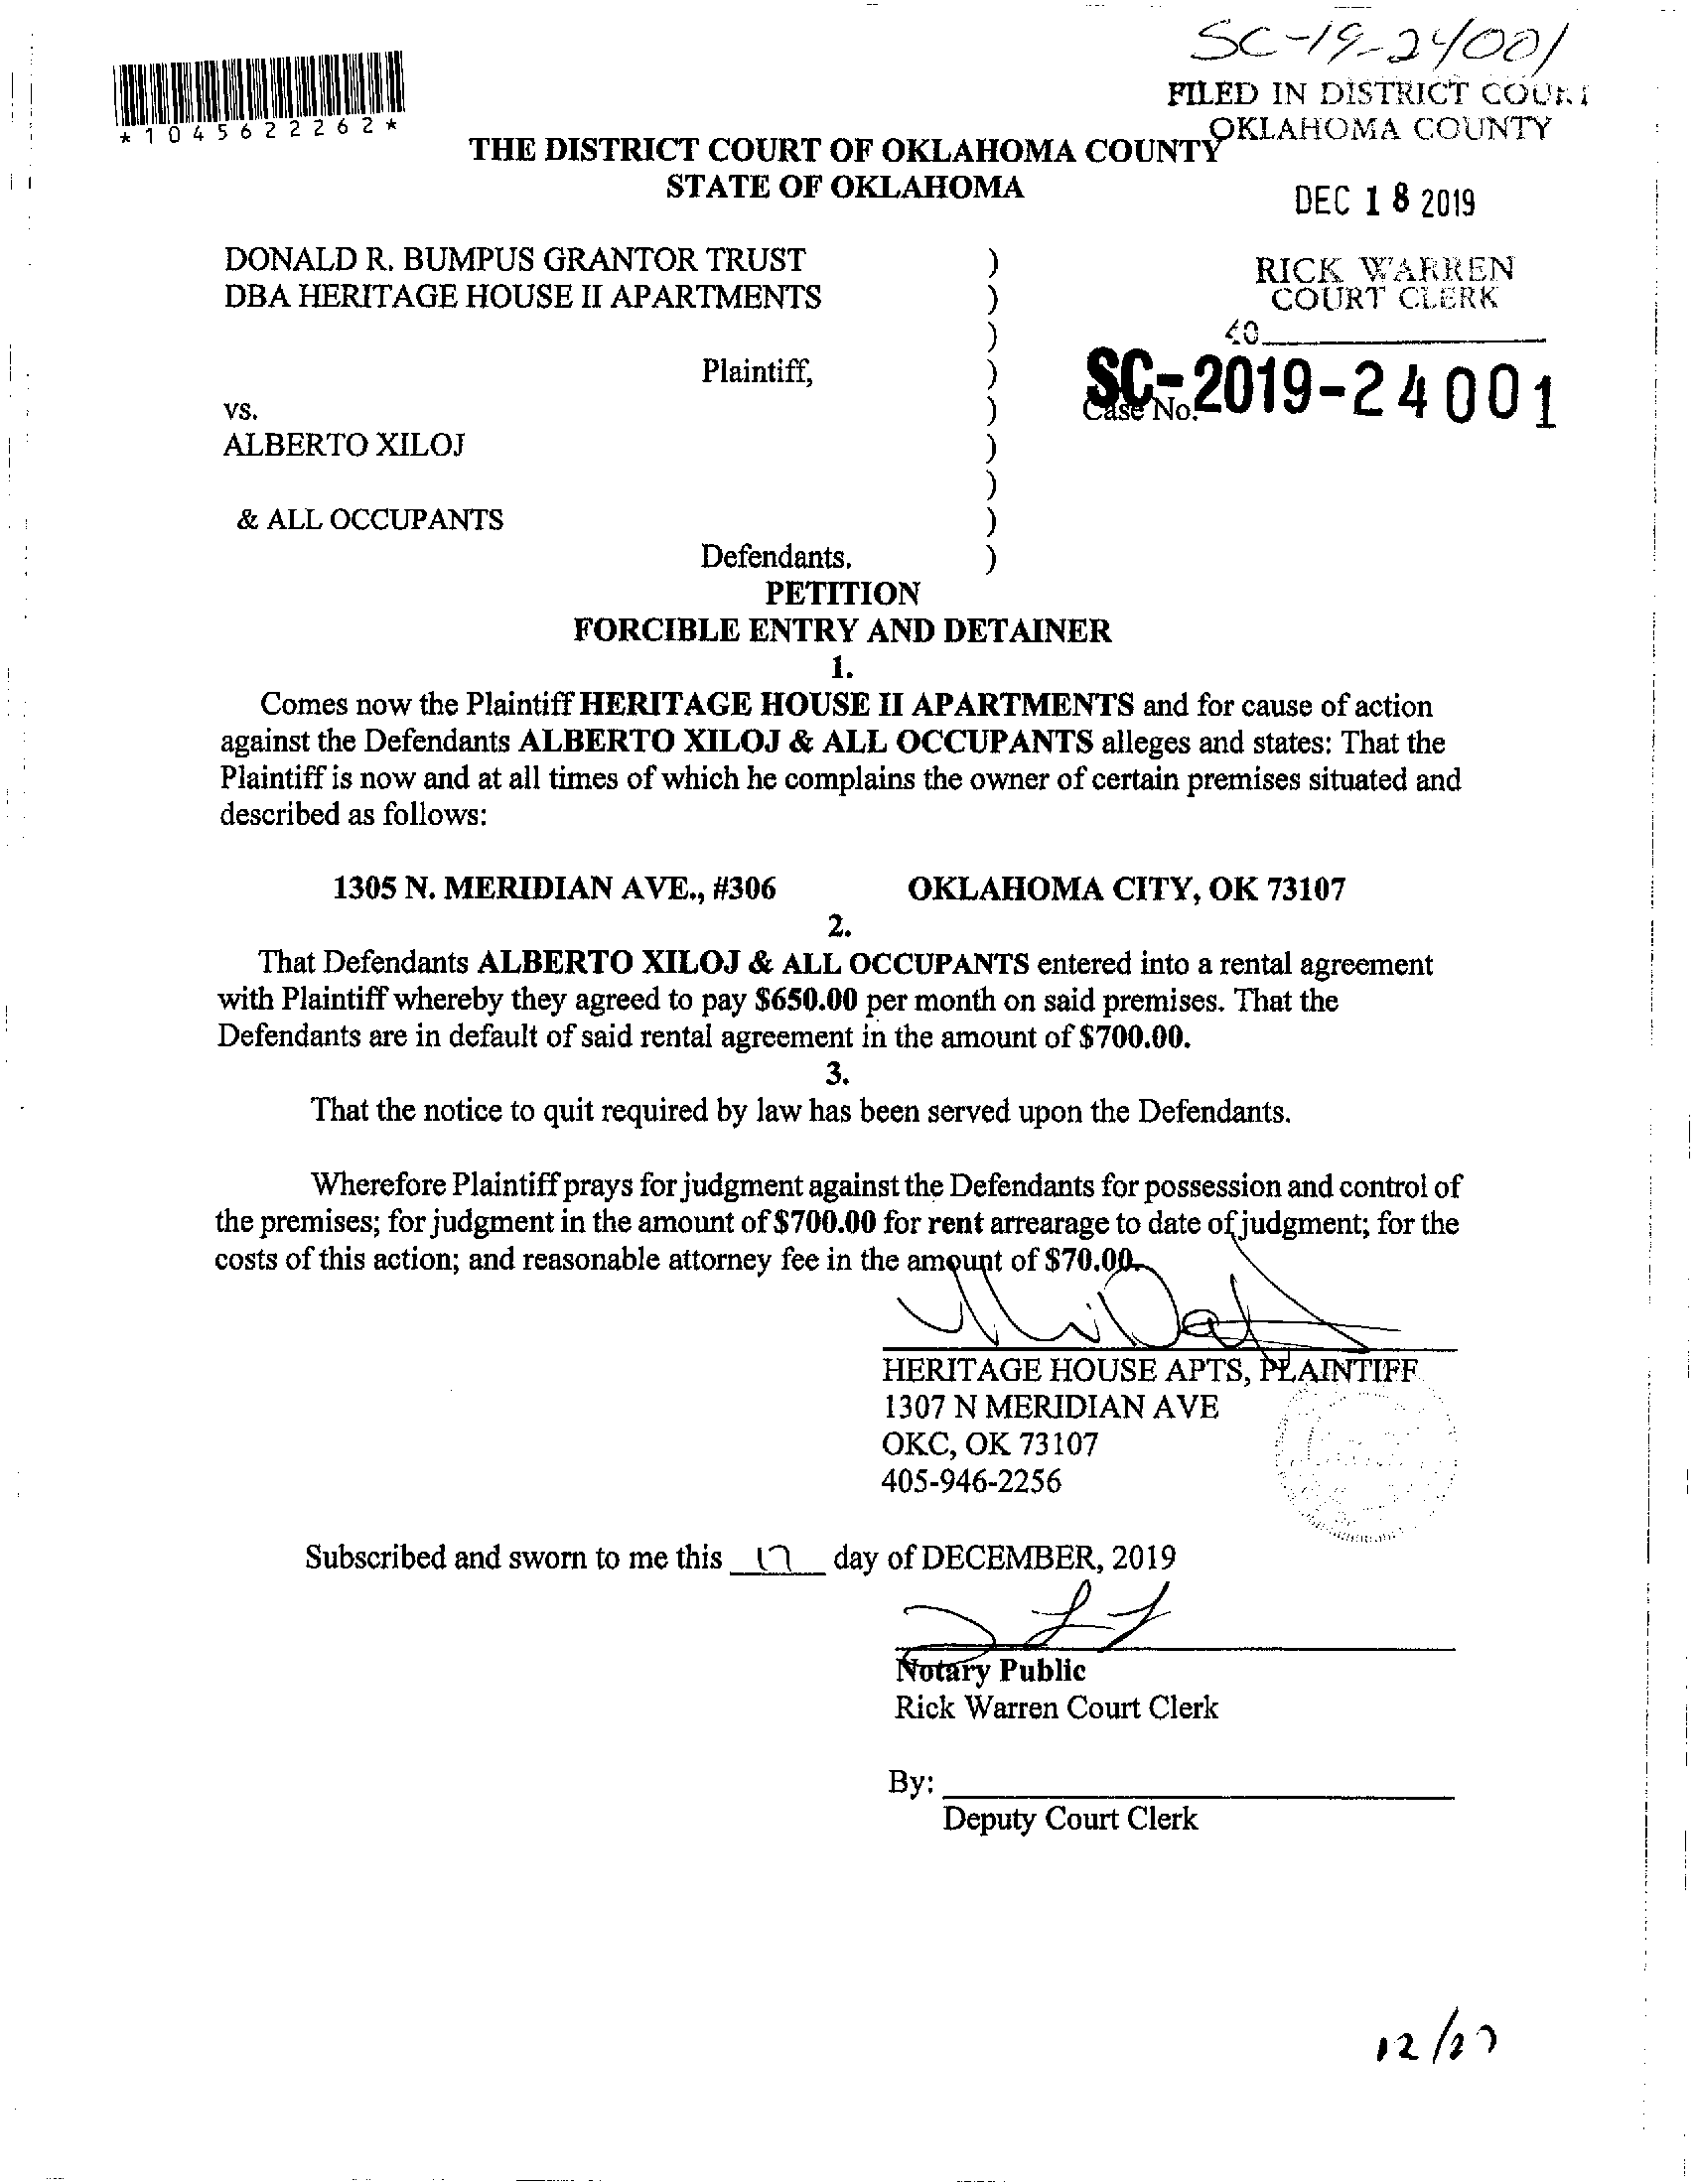 SC-19-24001
FILED IN DISTRICT COURT
OKLAHOMA COUNTY
*1045622262*
THE DISTRICT COURT OF OKLAHOMA COUNTY
STATE OF OKLAHOMA
DEC 18 2019
DONALD R. BUMPUS GRANTOR TRUST )
DBA HERITAGE HOUSE II APARTMENTS )
RICK WARREN
COURT CLERK
)
40
Plaintiff, )
SC-2019-24001
Case No.
vs. )
ALBERTO XILOJ )
)
& ALL OCCUPANTS )
Defendants. )
PETITION
FORCIBLE ENTRY AND DETAINER
1.
Comes now the Plaintiff HERITAGE HOUSE II APARTMENTS and for cause of action
against the Defendants ALBERTO XILOJ & ALL OCCUPANTS alleges and states: That the
Plaintiff is now and at all times of which he complains the owner of certain premises situated and
described as follows:
1305 N. MERIDIAN AVE., #306 OKLAHOMA CITY, OK 73107
2.
That Defendants ALBERTO XILOJ & ALL OCCUPANTS entered into a rental agreement
with Plaintiff whereby they agreed to pay $650.00 per month on said premises. That the
Defendants are in default of said rental agreement in the amount of $700.00.
3.
That the notice to quit required by law has been served upon the Defendants.
Wherefore Plaintiff prays for judgment against the Defendants for possession and control of
the premises; for judgment in the amount of $700.00 for rent arrearage to date of judgment; for the
costs of this action; and reasonable attorney fee in the amount of $70.00.
HERITAGE HOUSE APTS, PLAINTIFF
1307 N MERIDIAN AVE
OKC, OK 73107
405-946-2256
Subscribed and sworn to me this 17 day of DECEMBER, 2019
Notary Public
Rick Warren Court Clerk
By:
Deputy Court Clerk
12/27